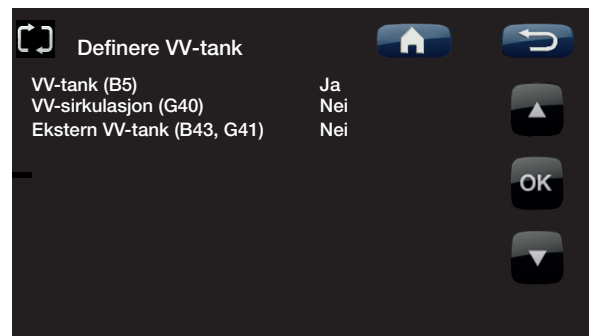 Definere VV-tank
VV-tank (B5) Ja
VV-sirkulasjon (G40) Nei
Ekstern VV-tank (B43, G41) Nei
OK